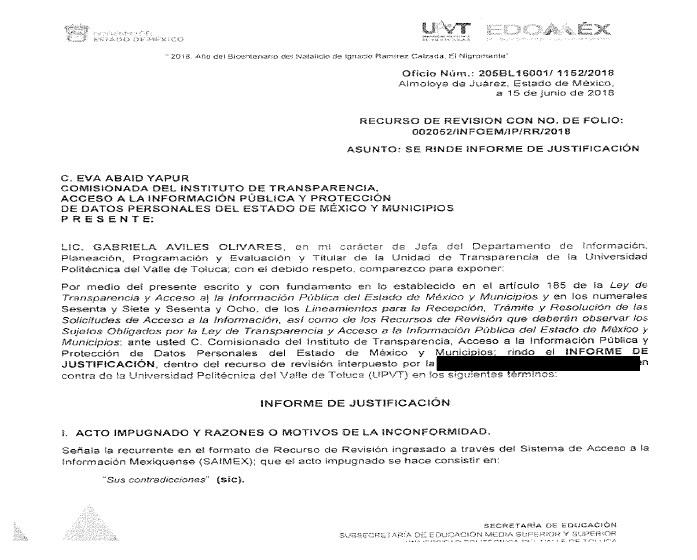 GOBIERNO DEL
ESTADO DE MÉXICO
UPVT
EDOMÉX
" 2018. Año del Bicentenario del Natalicio de Ignacio Ramírez Calzada, El Nigromante"
Oficio Núm.: 205BL16001/ 1152/2018
Almoloya de Juárez, Estado de México,
a 15 de junio de 2018
RECURSO DE REVISION CON NO. DE FOLIO:
002052/INFOEM/IP/RR/2018
ASUNTO: SE RINDE INFORME DE JUSTIFICACIÓN
C. EVA ABAID YAPUR
COMISIONADA DEL INSTITUTO DE TRANSPARENCIA,
ACCESO A LA INFORMACIÓN PÚBLICA Y PROTECCIÓN
DE DATOS PERSONALES DEL ESTADO DE MÉXICO Y MUNICIPIOS
P R E S E N T E:
LIC. GABRIELA AVILES OLIVARES, en mi carácter de Jefa del Departamento de Información,
Planeación, Programación y Evaluación y Titular de la Unidad de Transparencia de la Universidad
Politécnica del Valle de Toluca; con el debido respeto, comparezco para exponer:
Por medio del presente escrito y con fundamento en lo establecido en el artículo 185 de la Ley de
Transparencia y Acceso al la Información Pública del Estado de México y Municipios y en los numerales
Sesenta y Siete y Sesenta y Ocho, de los Lineamientos para la Recepción, Trámite y Resolución de las
Solicitudes de Acceso a la Información, así como de los Recursos de Revisión que deberán observar los
Sujetos Obligados por la Ley de Transparencia y Acceso a la Información Pública del Estado de México y
Municipios; ante usted C. Comisionada del Instituto de Transparencia, Acceso a la Información Pública y
Protección de Datos Personales del Estado de México y Municipios; rindo el INFORME DE
JUSTIFICACIÓN, dentro del recurso de revisión interpuesto por la en
contra de la Universidad Politécnica del Valle de Toluca (UPVT) en los siguientes términos:
INFORME DE JUSTIFICACIÓN
I. ACTO IMPUGNADO Y RAZONES O MOTIVOS DE LA INCONFORMIDAD.
Señala la recurrente en el formato de Recurso de Revisión ingresado a través del Sistema de Acceso a la
Información Mexiquense (SAIMEX); que el acto impugnado se hace consistir en:
"Sus contradicciones" (sic).
SECRETARÍA DE EDUCACIÓN
SUBSECRETARÍA DE EDUCACIÓN MEDIA SUPERIOR Y SUPERIOR
UNIVERSIDAD POLITÉCNICA DEL VALLE DE TOLUCA